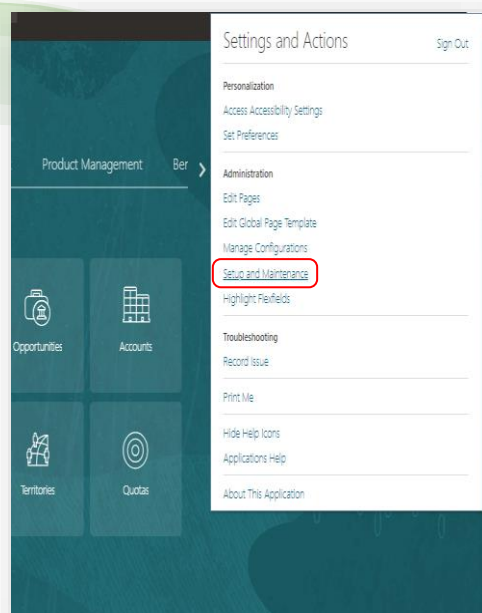 Settings and Actions
Sign Out
Personalization
Access Accessibility Settings
Set Preferences
Administration
Edit Pages
Edit Global Page Template
Manage Configurations
Setup and Maintenance
Highlight Flexfields
Troubleshooting
Record Issue
Print Me
Hide Help Icons
Applications Help
About This Application
Product Management
Ber
Opportunities
Accounts
Territories
Quotas